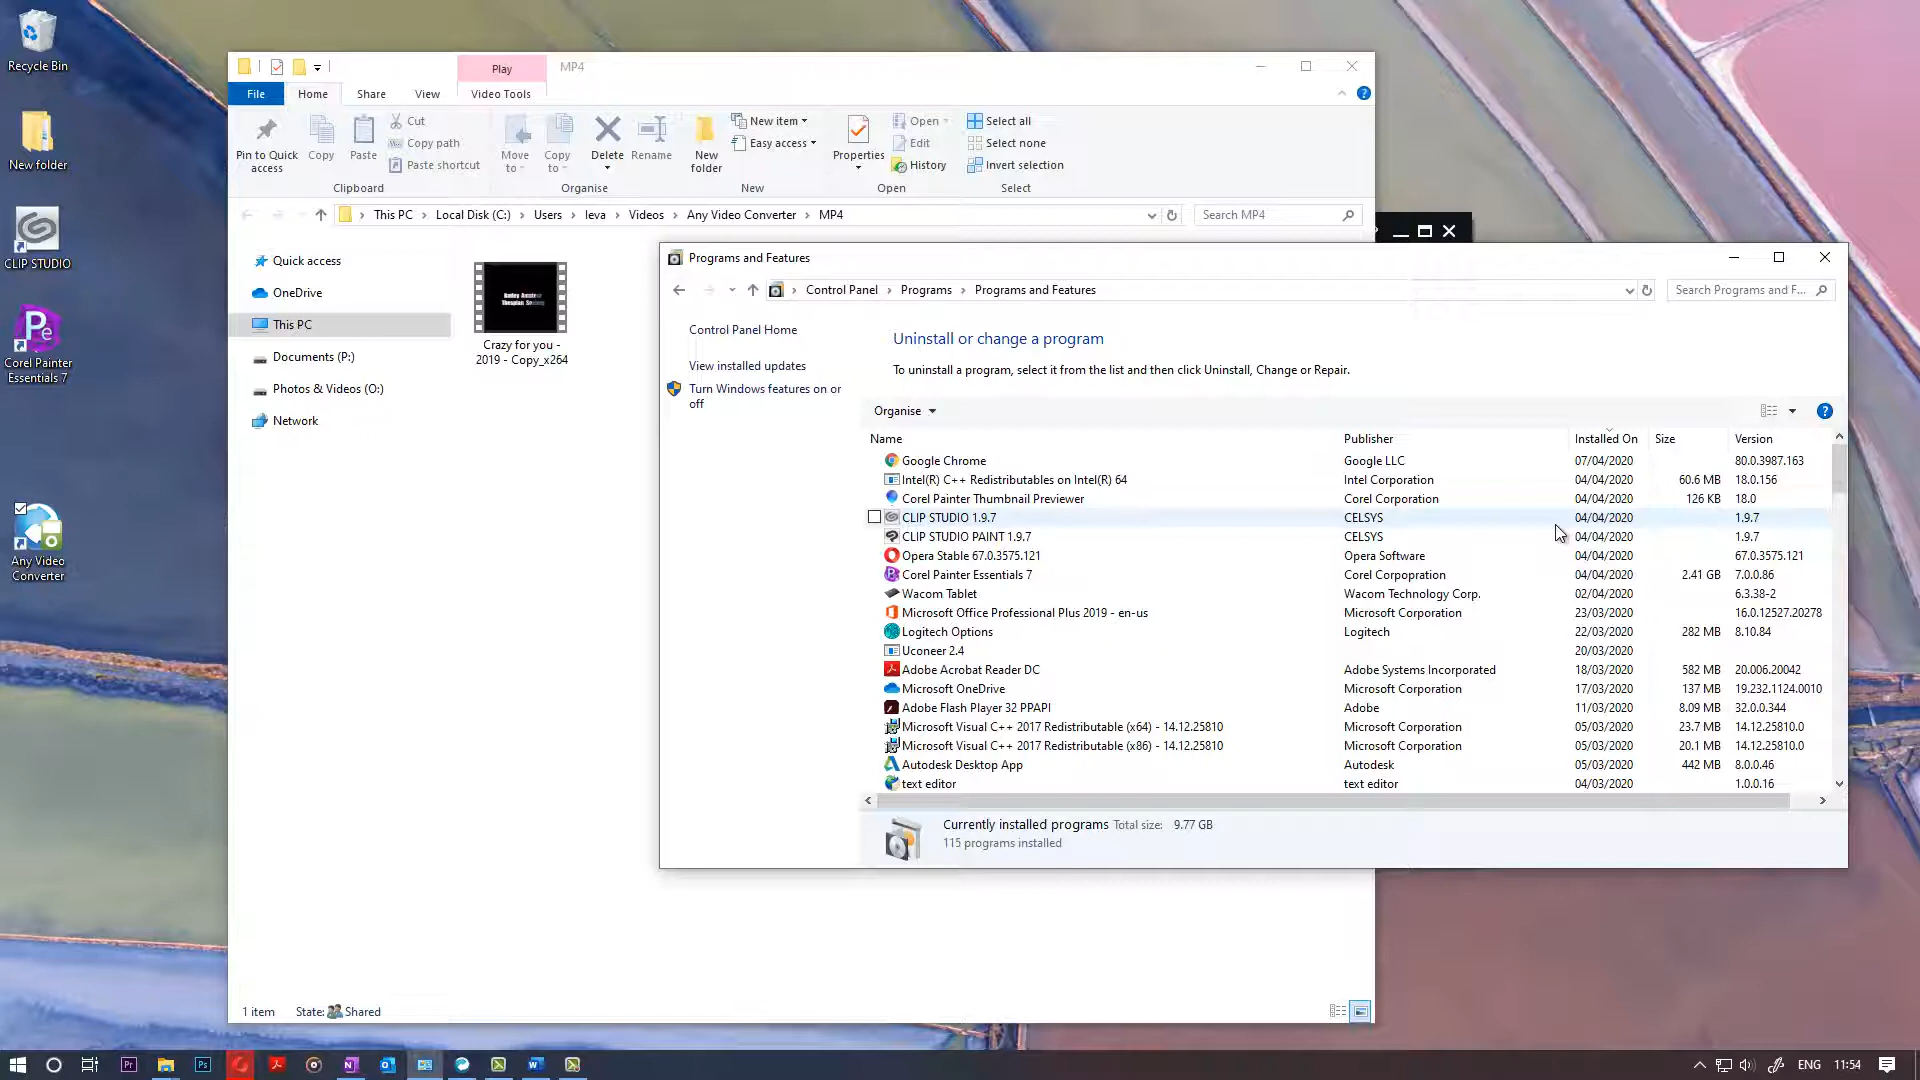 Recycle Bin
New folder
CLIP STUDIO
Corel Painter
Essentials 7
Any Video
Converter
Play
MP4
File
Home
Share
View
Video Tools
Pin to Quick
access
Copy
Paste
Cut
Copy path
Paste shortcut
Clipboard
Move
to
Copy
to
Delete
Rename
Organise
New
folder
New item
Easy access
New
Properties
Open
Edit
History
Open
Select all
Select none
Invert selection
Select
This PC > Local Disk (C:) > Users > Ieva > Videos > Any Video Converter > MP4
Search MP4
Quick access
OneDrive
This PC
Documents (P:)
Photos & Videos (O:)
Network
Crazy for you -
2019 - Copy_x264
1 item
State: Shared
Programs and Features
Control Panel > Programs > Programs and Features
Search Programs and F...
Control Panel Home
View installed updates
Turn Windows features on or
off
Uninstall or change a program
To uninstall a program, select it from the list and then click Uninstall, Change or Repair.
Organise
Name Publisher Installed On Size Version
Google Chrome Google LLC 07/04/2020 80.0.3987.163
Intel(R) C++ Redistributables on Intel(R) 64 Intel Corporation 04/04/2020 60.6 MB 18.0.156
Corel Painter Thumbnail Previewer Corel Corporation 04/04/2020 126 KB 18.0
CLIP STUDIO 1.9.7 CELSYS 04/04/2020 1.9.7
CLIP STUDIO PAINT 1.9.7 CELSYS 04/04/2020 1.9.7
Opera Stable 67.0.3575.121 Opera Software 04/04/2020 67.0.3575.121
Corel Painter Essentials 7 Corel Corpopration 04/04/2020 2.41 GB 7.0.0.86
Wacom Tablet Wacom Technology Corp. 02/04/2020 6.3.38-2
Microsoft Office Professional Plus 2019 - en-us Microsoft Corporation 23/03/2020 16.0.12527.20278
Logitech Options Logitech 22/03/2020 282 MB 8.10.84
Uconeer 2.4 20/03/2020
Adobe Acrobat Reader DC Adobe Systems Incorporated 18/03/2020 582 MB 20.006.20042
Microsoft OneDrive Microsoft Corporation 17/03/2020 137 MB 19.232.1124.0010
Adobe Flash Player 32 PPAPI Adobe 11/03/2020 8.09 MB 32.0.0.344
Microsoft Visual C++ 2017 Redistributable (x64) - 14.12.25810 Microsoft Corporation 05/03/2020 23.7 MB 14.12.25810.0
Microsoft Visual C++ 2017 Redistributable (x86) - 14.12.25810 Microsoft Corporation 05/03/2020 20.1 MB 14.12.25810.0
Autodesk Desktop App Autodesk 05/03/2020 442 MB 8.0.0.46
text editor text editor 04/03/2020 1.0.0.16
Currently installed programs Total size: 9.77 GB
115 programs installed
ENG 11:54